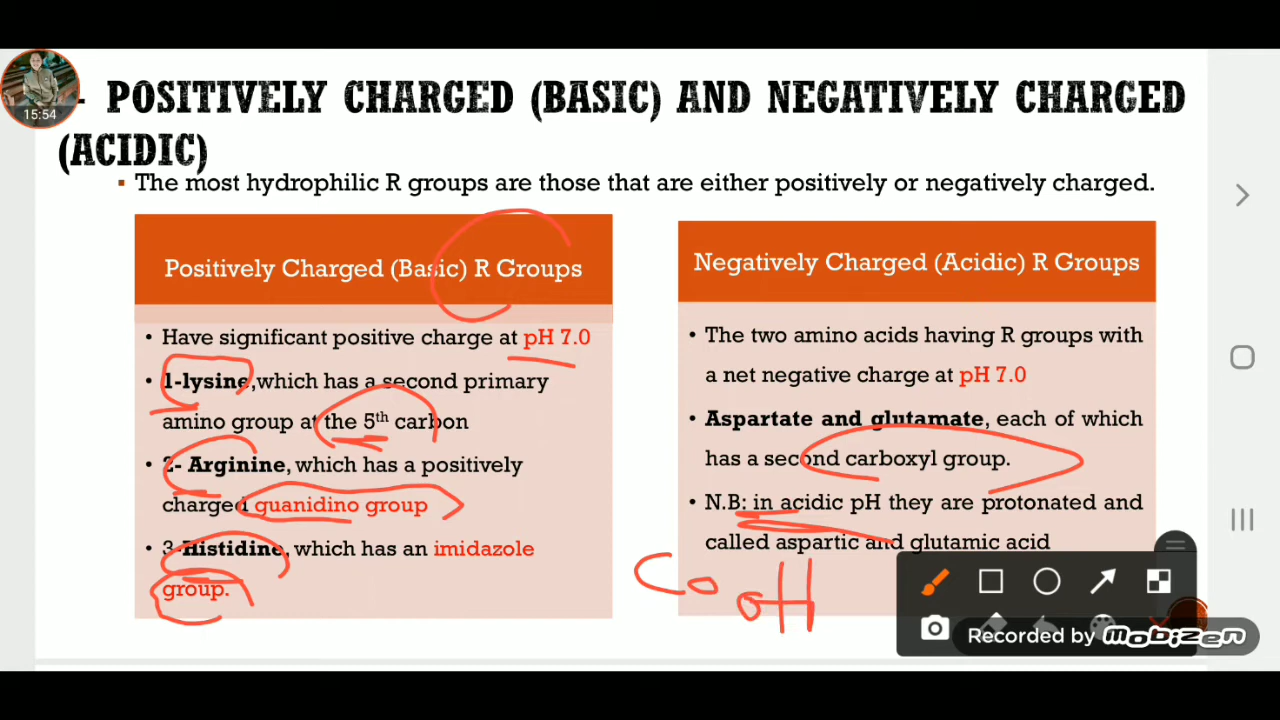 15:54
- POSITIVELY CHARGED (BASIC) AND NEGATIVELY CHARGED
(ACIDIC)
▪ The most hydrophilic R groups are those that are either positively or negatively charged.
Positively Charged (Basic) R Groups
• Have significant positive charge at pH 7.0
• 1-lysine,which has a second primary
amino group at the 5th carbon
• 2- Arginine, which has a positively
charged guanidino group
• 3-Histidine, which has an imidazole
group.
Negatively Charged (Acidic) R Groups
• The two amino acids having R groups with
a net negative charge at pH 7.0
• Aspartate and glutamate, each of which
has a second carboxyl group.
• N.B: in acidic pH they are protonated and
called aspartic and glutamic acid
CooH
Recorded by mobizen